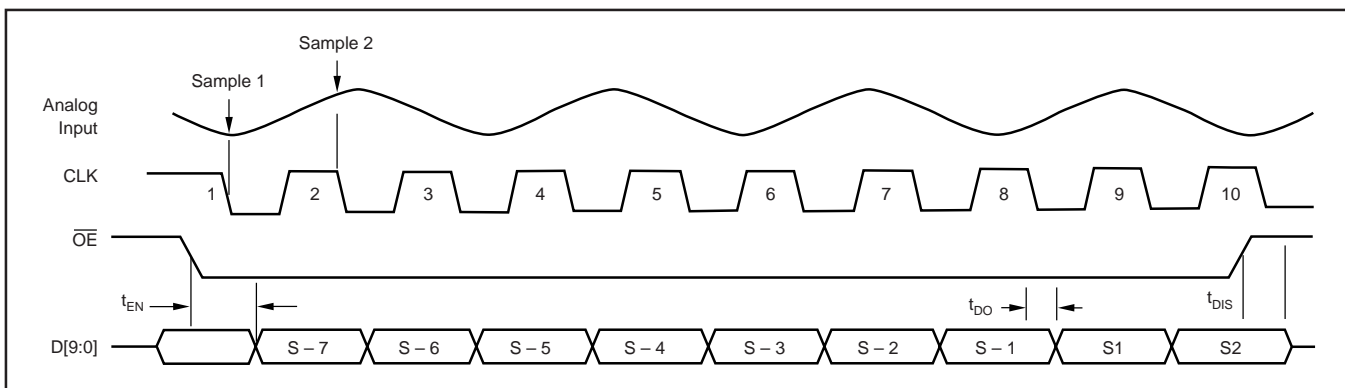 Sample 2
Sample 1
Analog
Input
CLK
1 2 3 4 5 6 7 8 9 10
OE
tEN
tDO
tDIS
D[9:0]
S – 7 S – 6 S – 5 S – 4 S – 3 S – 2 S – 1 S1 S2